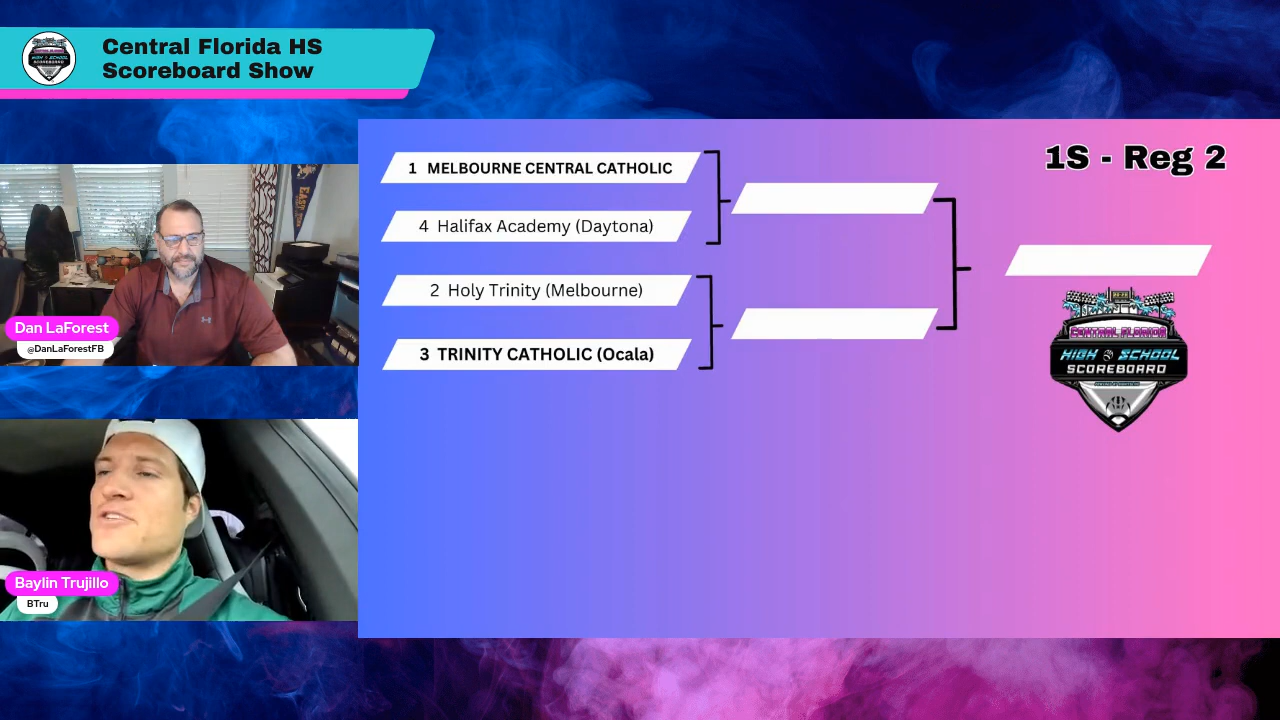 Central Florida HS
Scoreboard Show
1S - Reg 2
1 MELBOURNE CENTRAL CATHOLIC
4 Halifax Academy (Daytona)
2 Holy Trinity (Melbourne)
3 TRINITY CATHOLIC (Ocala)
CENTRAL FLORIDA
HIGH SCHOOL
SCOREBOARD
Dan LaForest
@DanLaForestFB
EAST
Baylin Trujillo
BTru